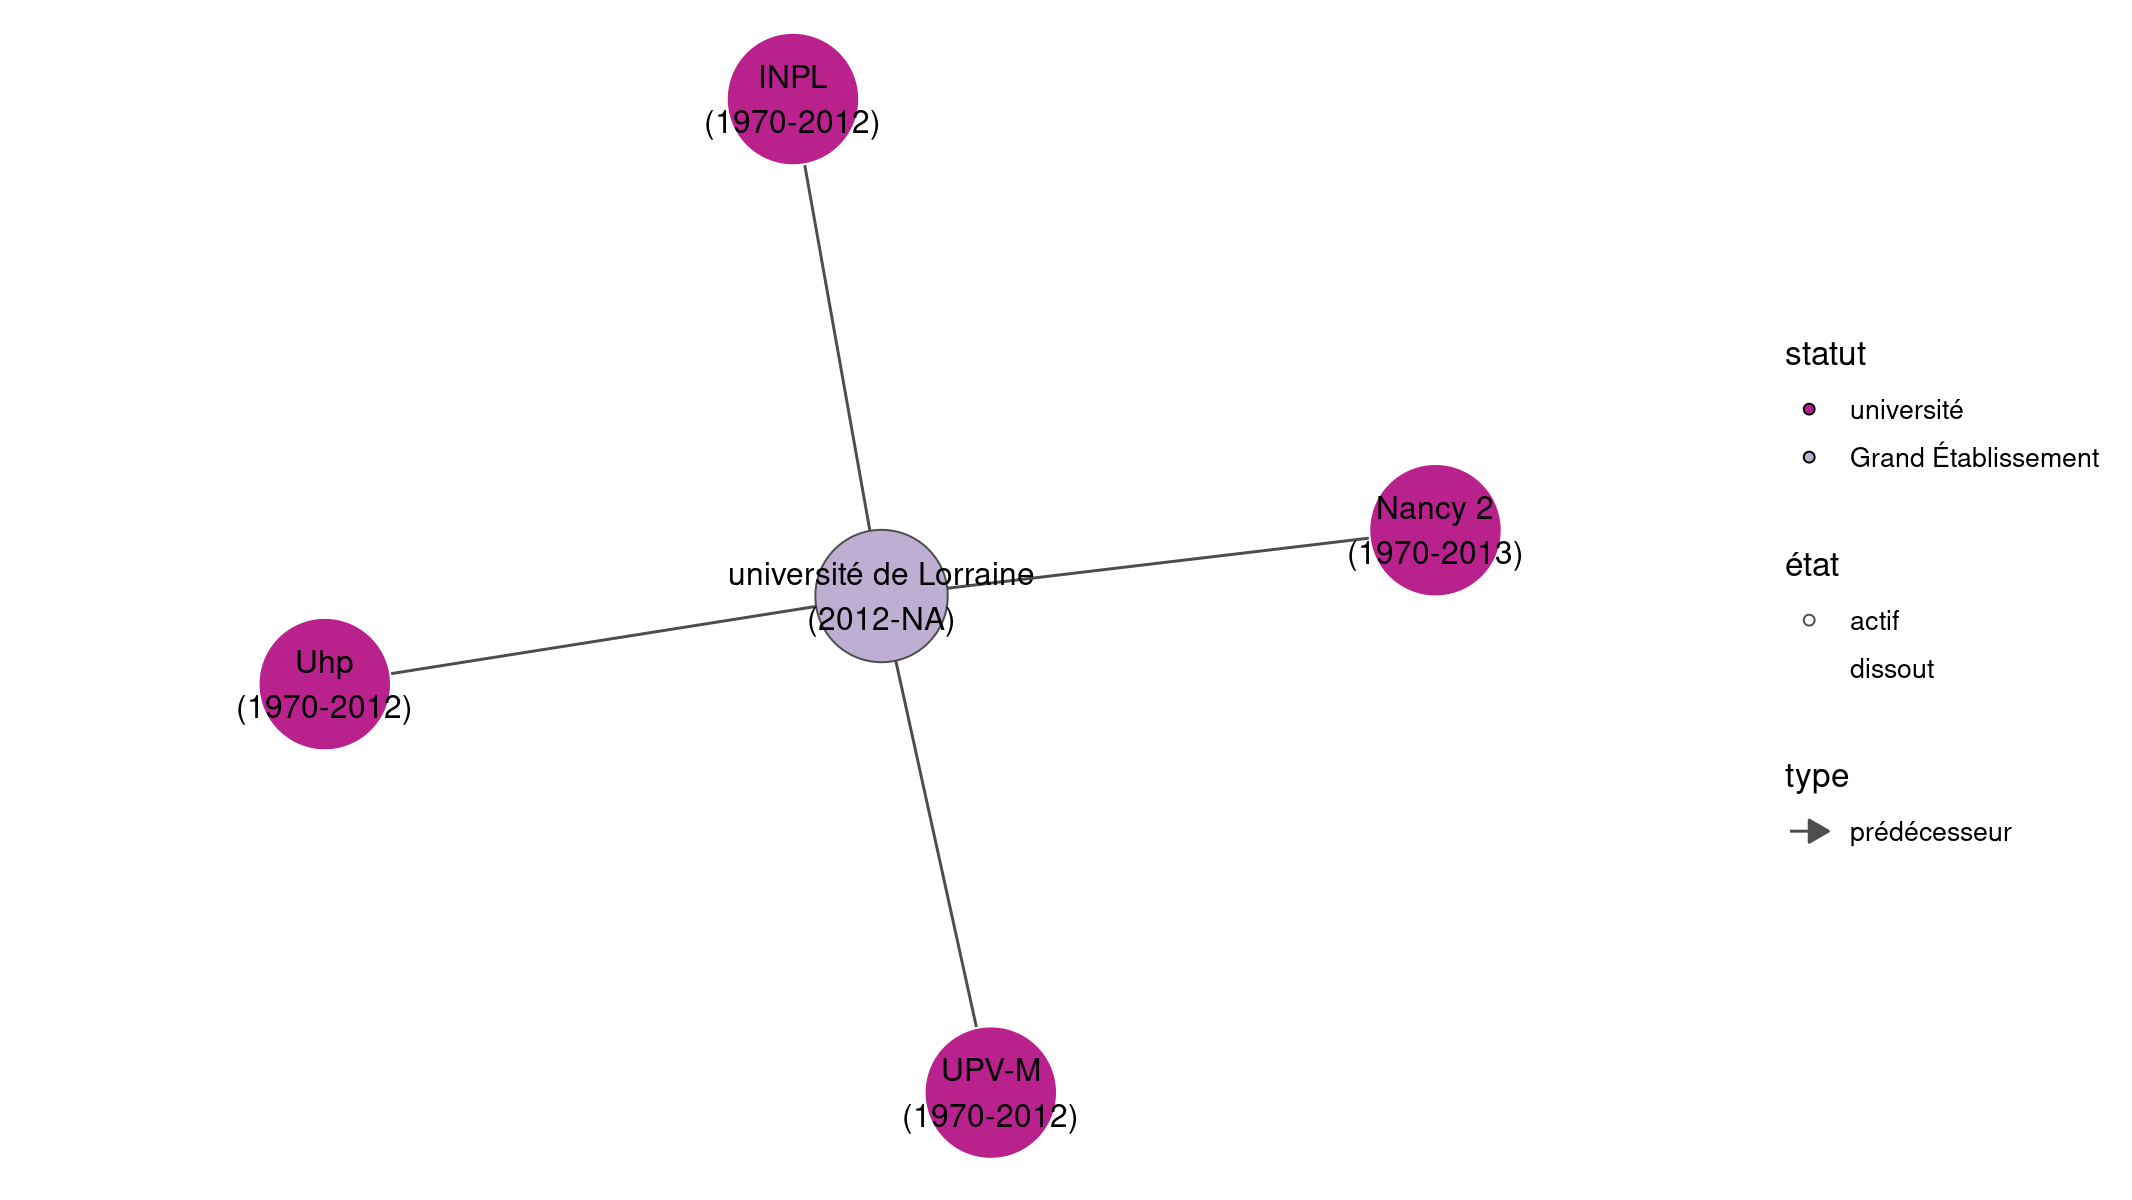 INPL
(1970-2012)
Nancy 2
(1970-2013)
université de Lorraine
(2012-NA)
Uhp
(1970-2012)
UPV-M
(1970-2012)
statut
université
Grand Établissement
état
actif
dissout
type
prédécesseur